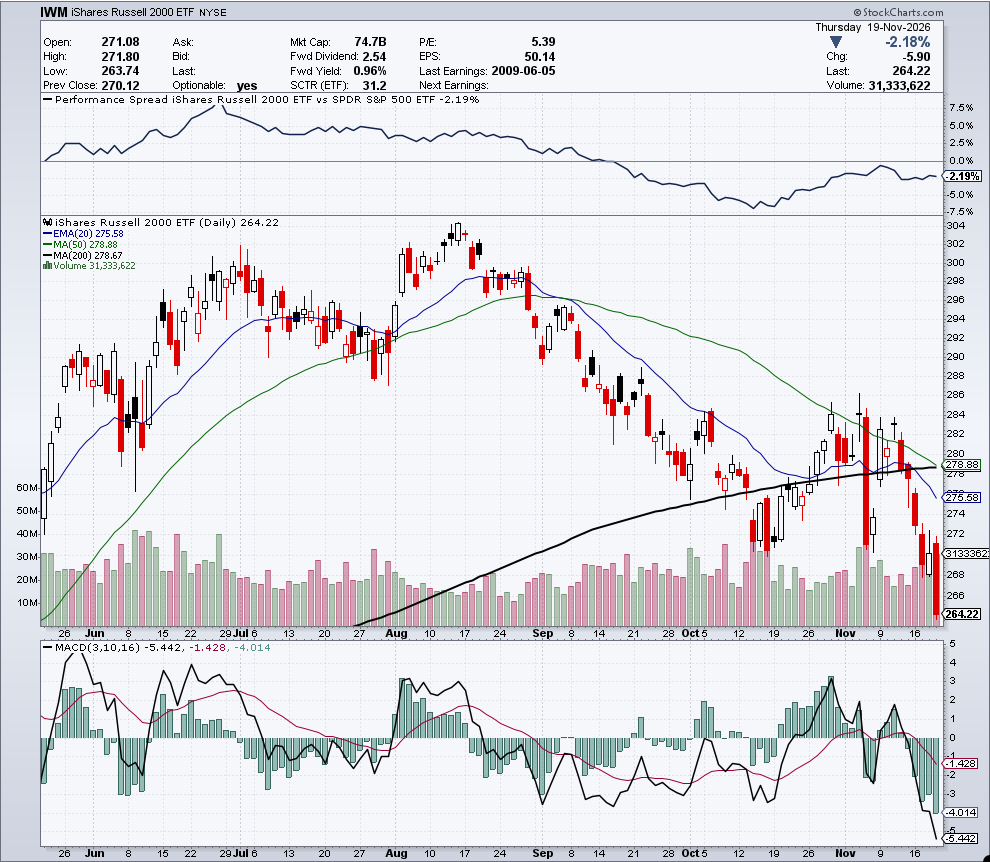 IWM iShares Russell 2000 ETF NYSE © StockCharts.com
Thursday 19-Nov-2026
Open: 271.08 Ask: Mkt Cap: 74.7B P/E: 5.39 -2.18%
High: 271.80 Bid: Fwd Dividend: 2.54 EPS: 50.14 Chg: -5.90
Low: 263.74 Last: Fwd Yield: 0.96% Last Earnings: 2009-06-05 Last: 264.22
Prev Close: 270.12 Optionable: yes SCTR (ETF): 31.2 Next Earnings: Volume: 31,333,622
Performance Spread iShares Russell 2000 ETF vs SPDR S&P 500 ETF -2.19%
7.5%
5.0%
2.5%
0.0%
-2.19%
-5.0%
-7.5%
iShares Russell 2000 ETF (Daily) 264.22
EMA(20) 275.58
MA(50) 278.88
MA(200) 278.67
Volume 31,333,622
304
302
300
298
296
294
292
290
288
286
284
282
280
278.88
278
275.58
274
272
31333622
268
266
264.22
60M
50M
40M
30M
20M
10M
26 Jun 8 15 22 29 Jul 6 13 20 27 Aug 10 17 24 Sep 8 14 21 28 Oct 5 12 19 26 Nov 9 16
MACD(3,10,16) -5.442, -1.428, -4.014
5
4
3
2
1
0
-1
-1.428
-2
-3
-4.014
-5
-5.442
26 Jun 8 15 22 29 Jul 6 13 20 27 Aug 10 17 24 Sep 8 14 21 28 Oct 5 12 19 26 Nov 9 16